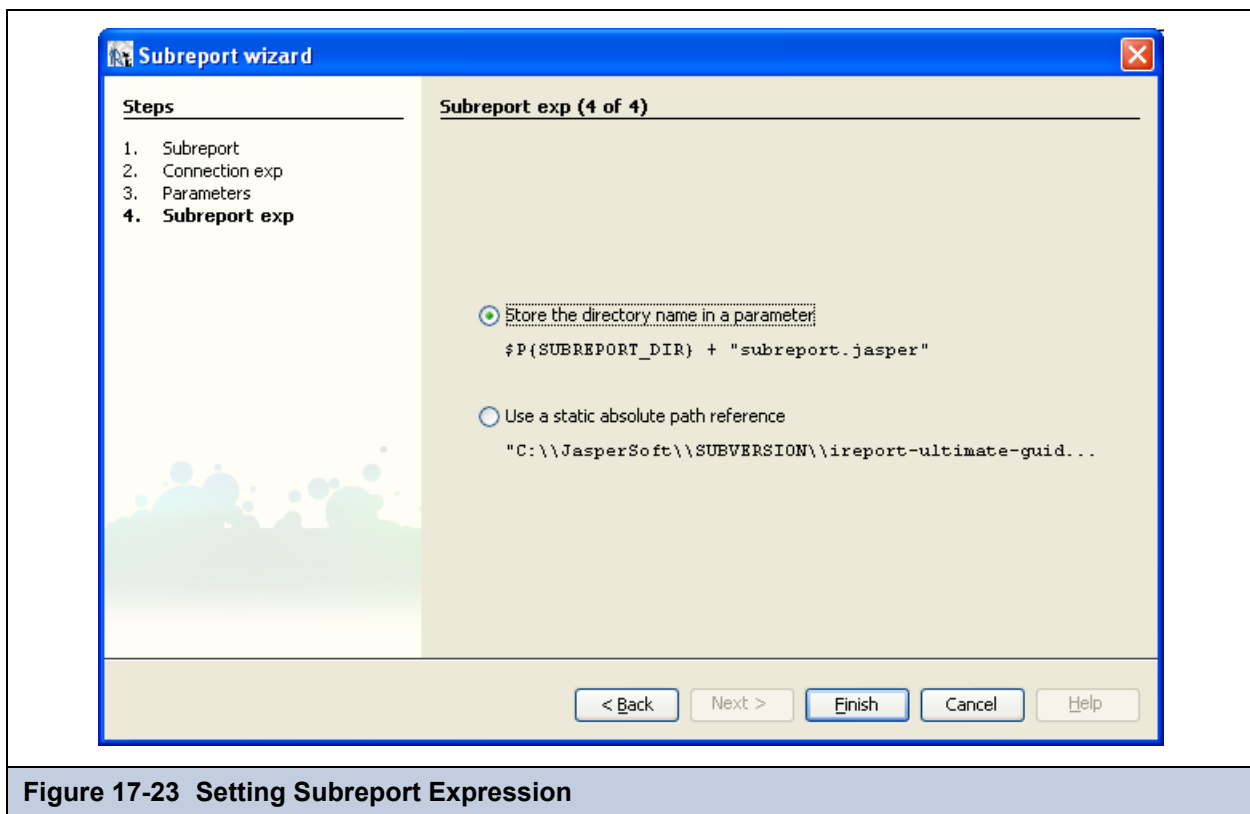 Subreport wizard
Steps
1. Subreport
2. Connection exp
3. Parameters
4. Subreport exp
Subreport exp (4 of 4)
Store the directory name in a parameter
$P{SUBREPORT_DIR} + "subreport.jasper"
Use a static absolute path reference
"C:\\JasperSoft\\SUBVERSION\\ireport-ultimate-guid...
< Back Next > Finish Cancel Help
Figure 17-23 Setting Subreport Expression